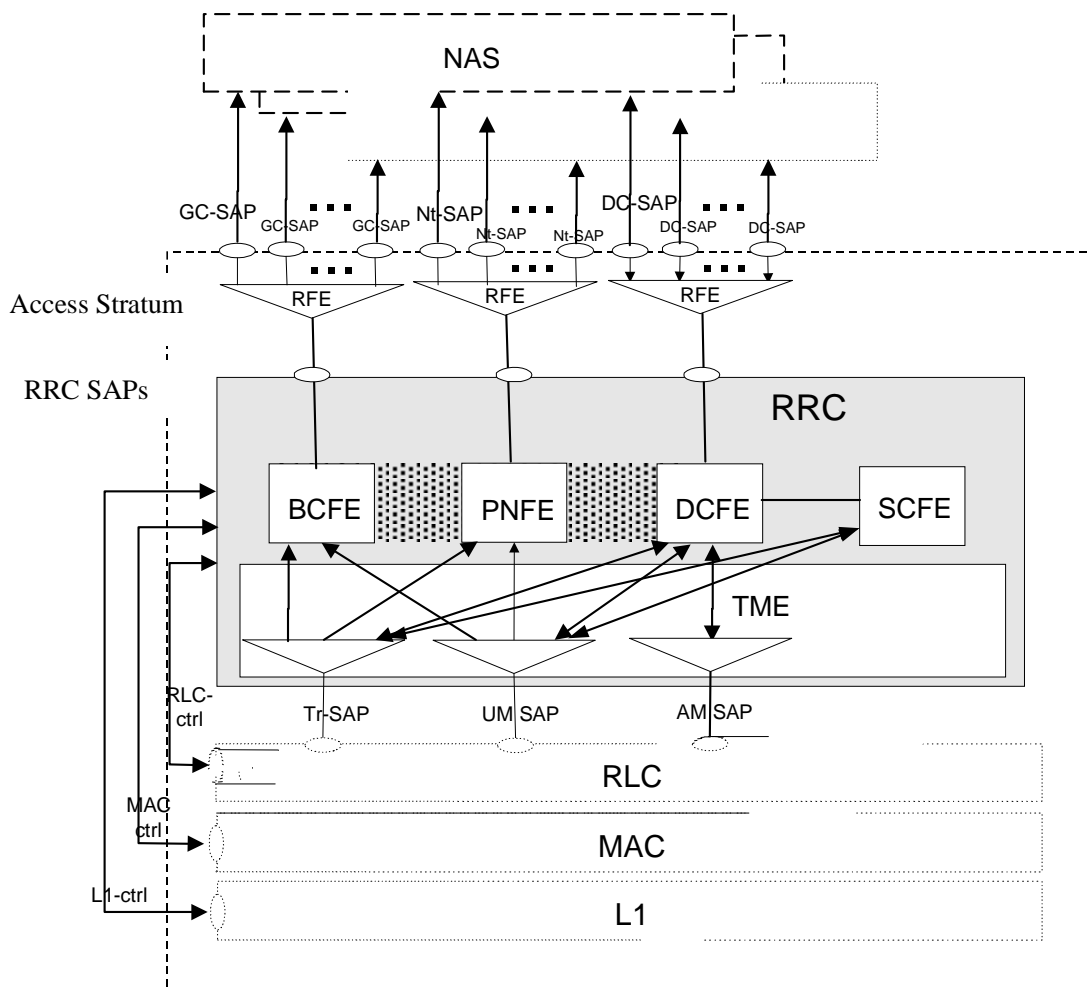 NAS
GC-SAP
GC-SAP
GC-SAP
Nt-SAP
Nt-SAP
Nt-SAP
DC-SAP
DC-SAP
DC-SAP
RFE
RFE
RFE
Access Stratum
RRC SAPs
RRC
BCFE
PNFE
DCFE
SCFE
TME
RLC-
ctrl
Tr-SAP
UM SAP
AM SAP
RLC
MAC
ctrl
MAC
L1-ctrl
L1